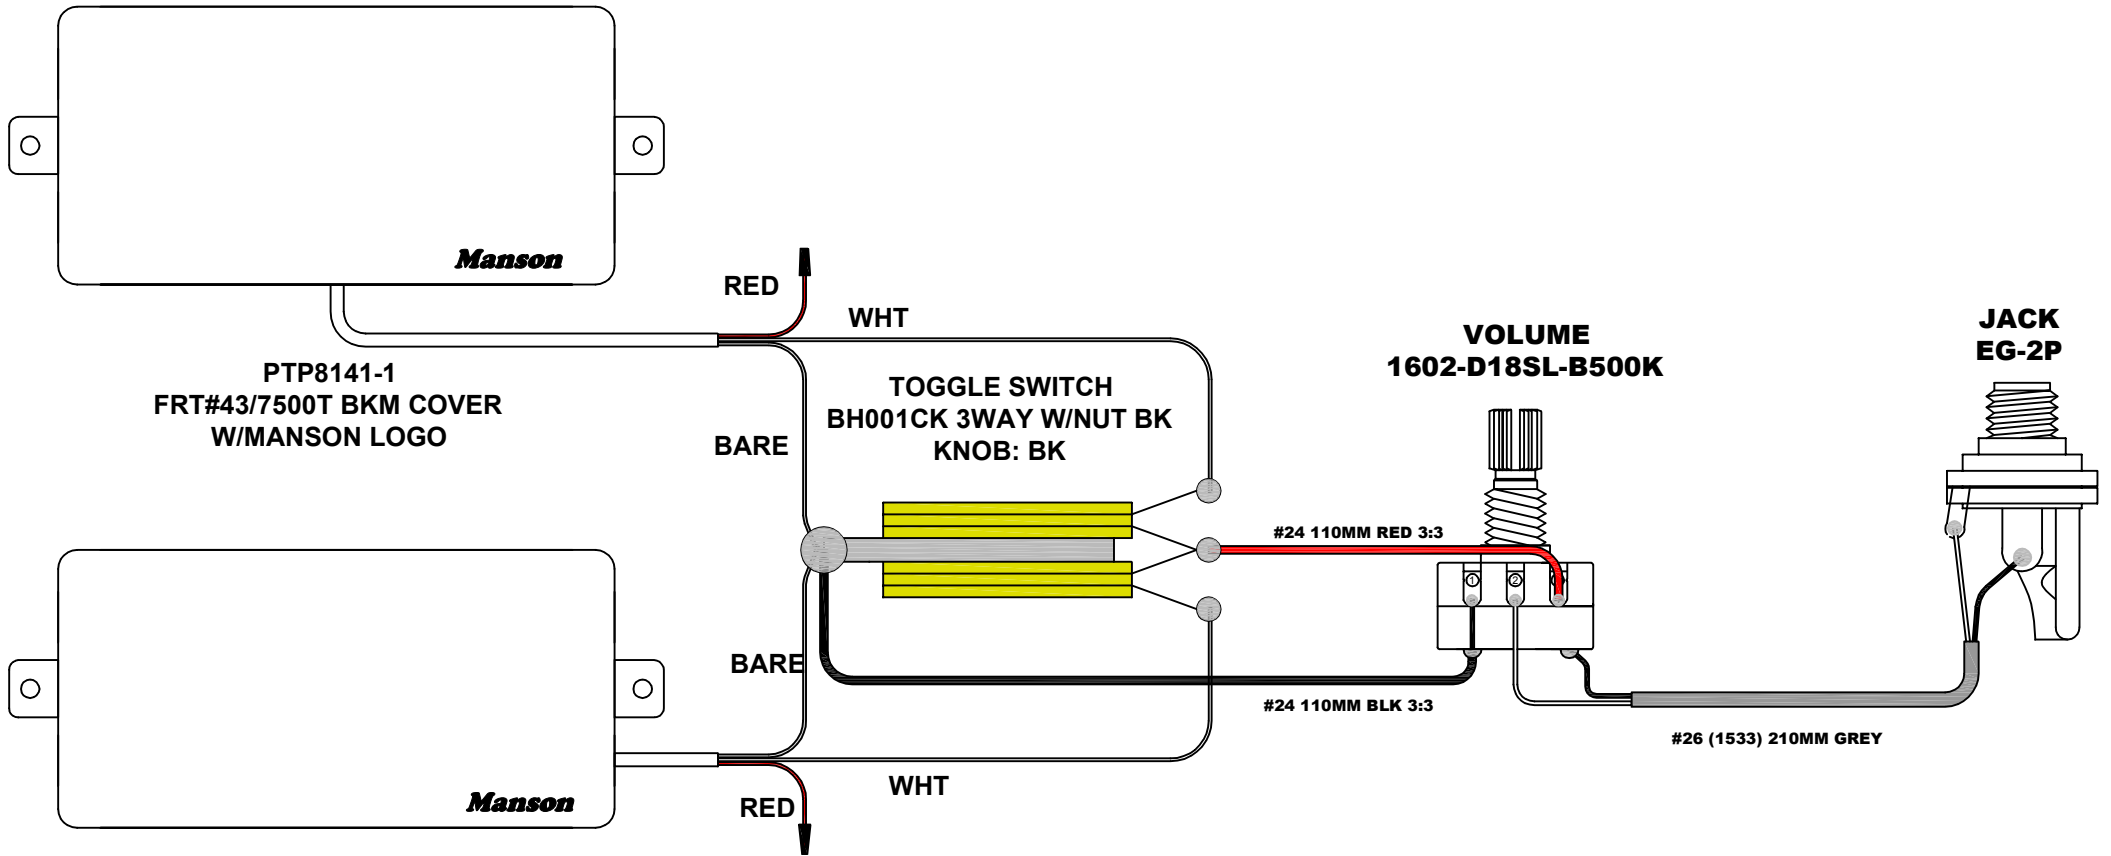 Manson
RED
WHT
PTP8141-1
FRT#43/7500T BKM COVER
W/MANSON LOGO
BARE
TOGGLE SWITCH
BH001CK 3WAY W/NUT BK
KNOB: BK
VOLUME
1602-D18SL-B500K
JACK
EG-2P
#24 110MM RED 3:3
1
2
BARE
#24 110MM BLK 3:3
#26 (1533) 210MM GREY
WHT
RED
Manson